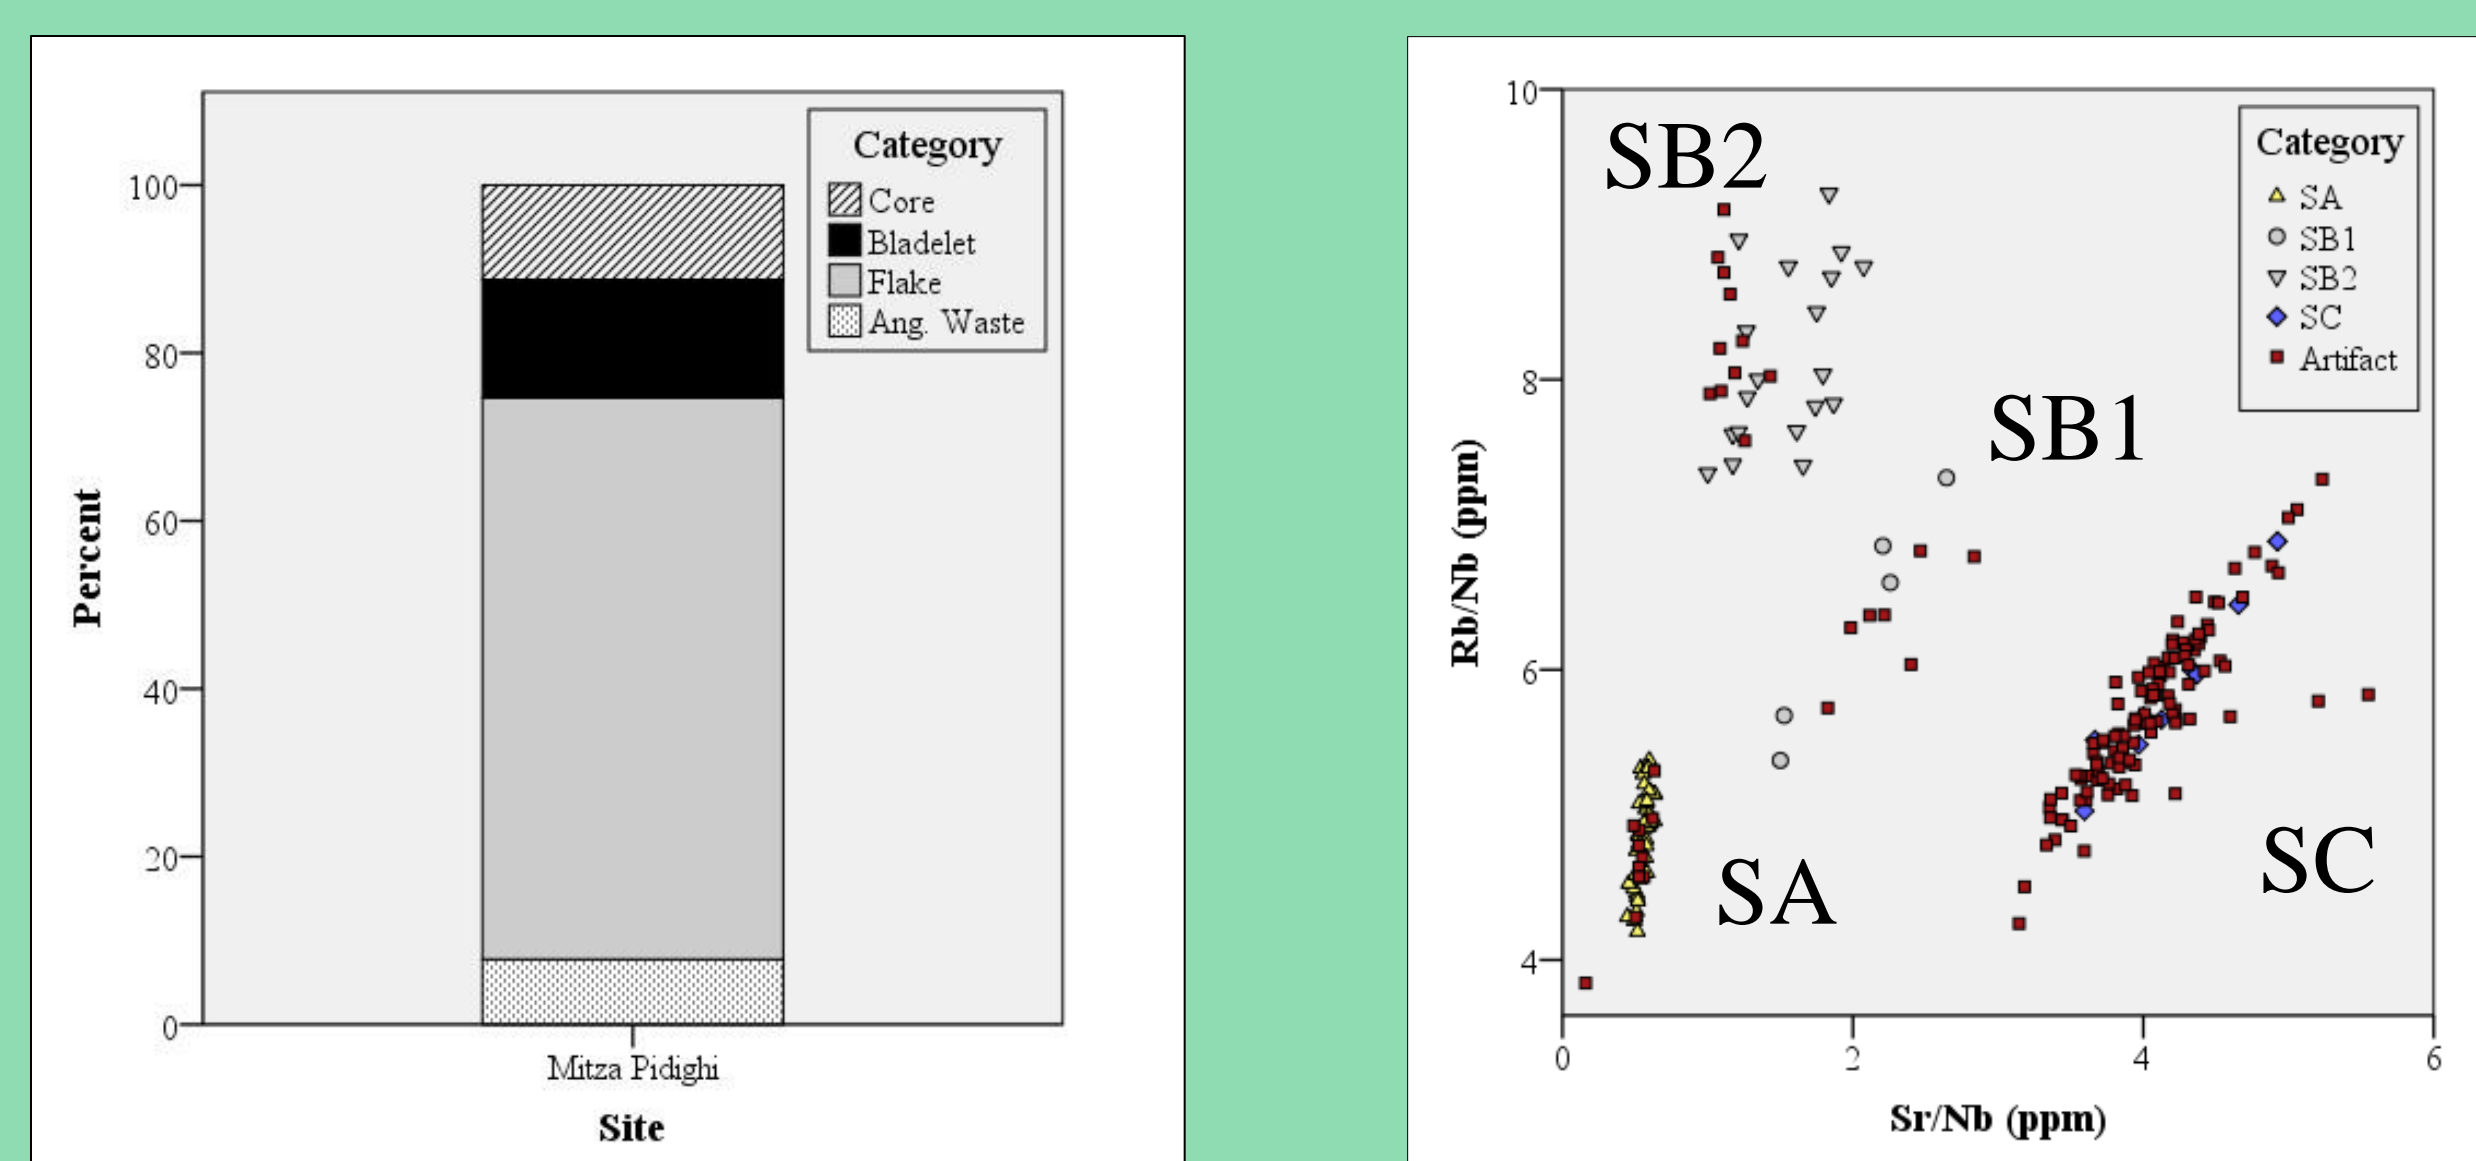 Category
Core
Bladelet
Flake
Ang. Waste
100
80
60
40
20
0
Percent
Mitza Pidighi
Site
10
8
6
4
Rb/Nb (ppm)
SB2
SB1
SA
SC
Category
SA
SB1
SB2
SC
Artifact
0 2 4 6
Sr/Nb (ppm)